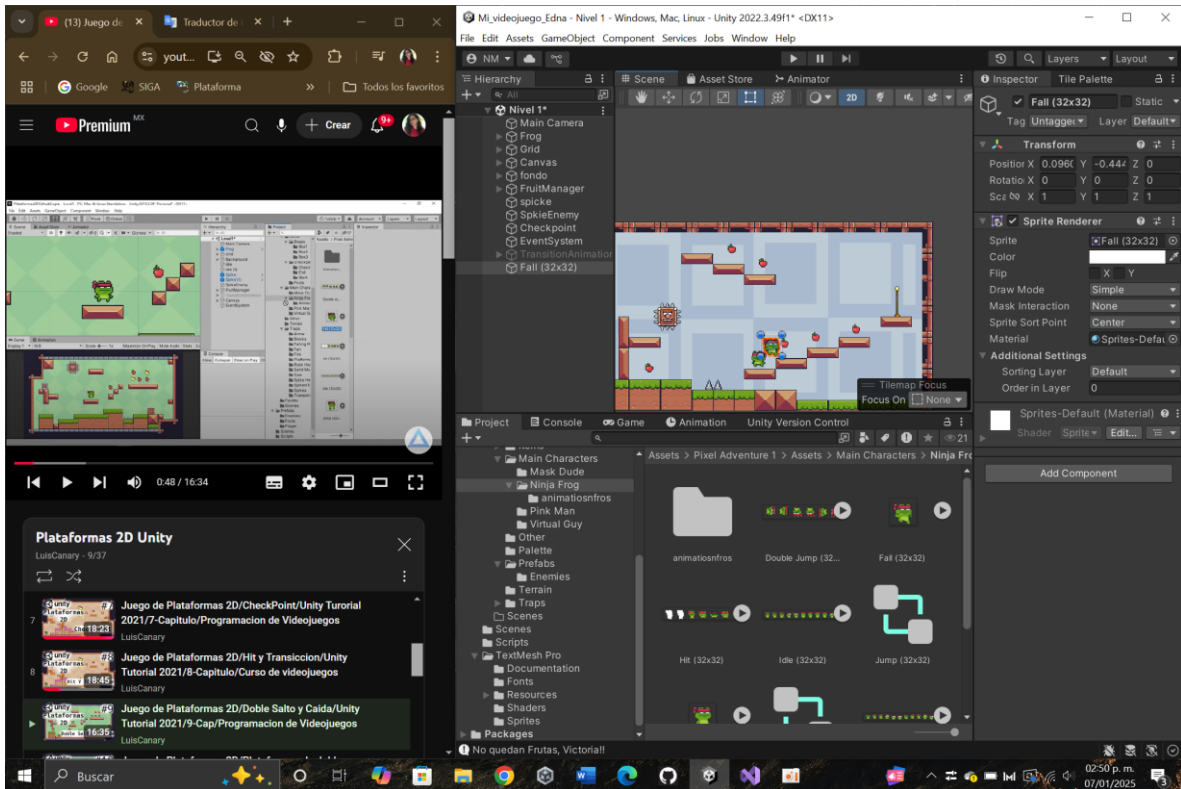 (13) Juego de
Traductor de
yout...
Google
SIGA
Plataforma
Todos los favoritos
Premium MX
Crear
9+
0:48 / 16:34
Plataformas 2D Unity
LuisCanary - 9/37
7
18:23
Juego de Plataformas 2D/CheckPoint/Unity Turorial
2021/7-Capitulo/Programacion de Videojuegos
LuisCanary
8
18:45
Juego de Plataformas 2D/Hit y Transiccion/Unity
Tutorial 2021/8-Capitulo/Curso de videojuegos
LuisCanary
16:35
Juego de Plataformas 2D/Doble Salto y Caida/Unity
Tutorial 2021/9-Cap/Programacion de Videojuegos
LuisCanary
Mi_videojuego_Edna - Nivel 1 - Windows, Mac, Linux - Unity 2022.3.49f1* <DX11>
File Edit Assets GameObject Component Services Jobs Window Help
NM
Layers
Layout
Hierarchy
All
Nivel 1*
Main Camera
Frog
Grid
Canvas
fondo
FruitManager
spicke
SpkieEnemy
Checkpoint
EventSystem
TransitionAnimation
Fall (32x32)
Scene
Asset Store
Animator
2D
Tilemap Focus
Focus On
None
Inspector
Tile Palette
Fall (32x32)
Static
Tag
Untagged
Layer
Default
Transform
Position X 0.0960 Y -0.444 Z 0
Rotatio X 0 Y 0 Z 0
Sca X 1 Y 1 Z 1
Sprite Renderer
Sprite
Fall (32x32)
Color
Flip
X
Y
Draw Mode
Simple
Mask Interaction
None
Sprite Sort Point
Center
Material
Sprites-Defau
Additional Settings
Sorting Layer
Default
Order in Layer
0
Sprites-Default (Material)
Shader
Sprite
Edit...
Add Component
Project
Console
Game
Animation
Unity Version Control
21
Main Characters
Mask Dude
Ninja Frog
animatiosnfros
Pink Man
Virtual Guy
Other
Palette
Prefabs
Enemies
Terrain
Traps
Scenes
Scenes
Scripts
TextMesh Pro
Documentation
Fonts
Resources
Shaders
Sprites
Packages
Assets > Pixel Adventure 1 > Assets > Main Characters > Ninja Fro
animatiosnfros
Double Jump (32...
Fall (32x32)
Hit (32x32)
Idle (32x32)
Jump (32x32)
No quedan Frutas, Victoria!!
Buscar
02:50 p. m.
07/01/2025
3